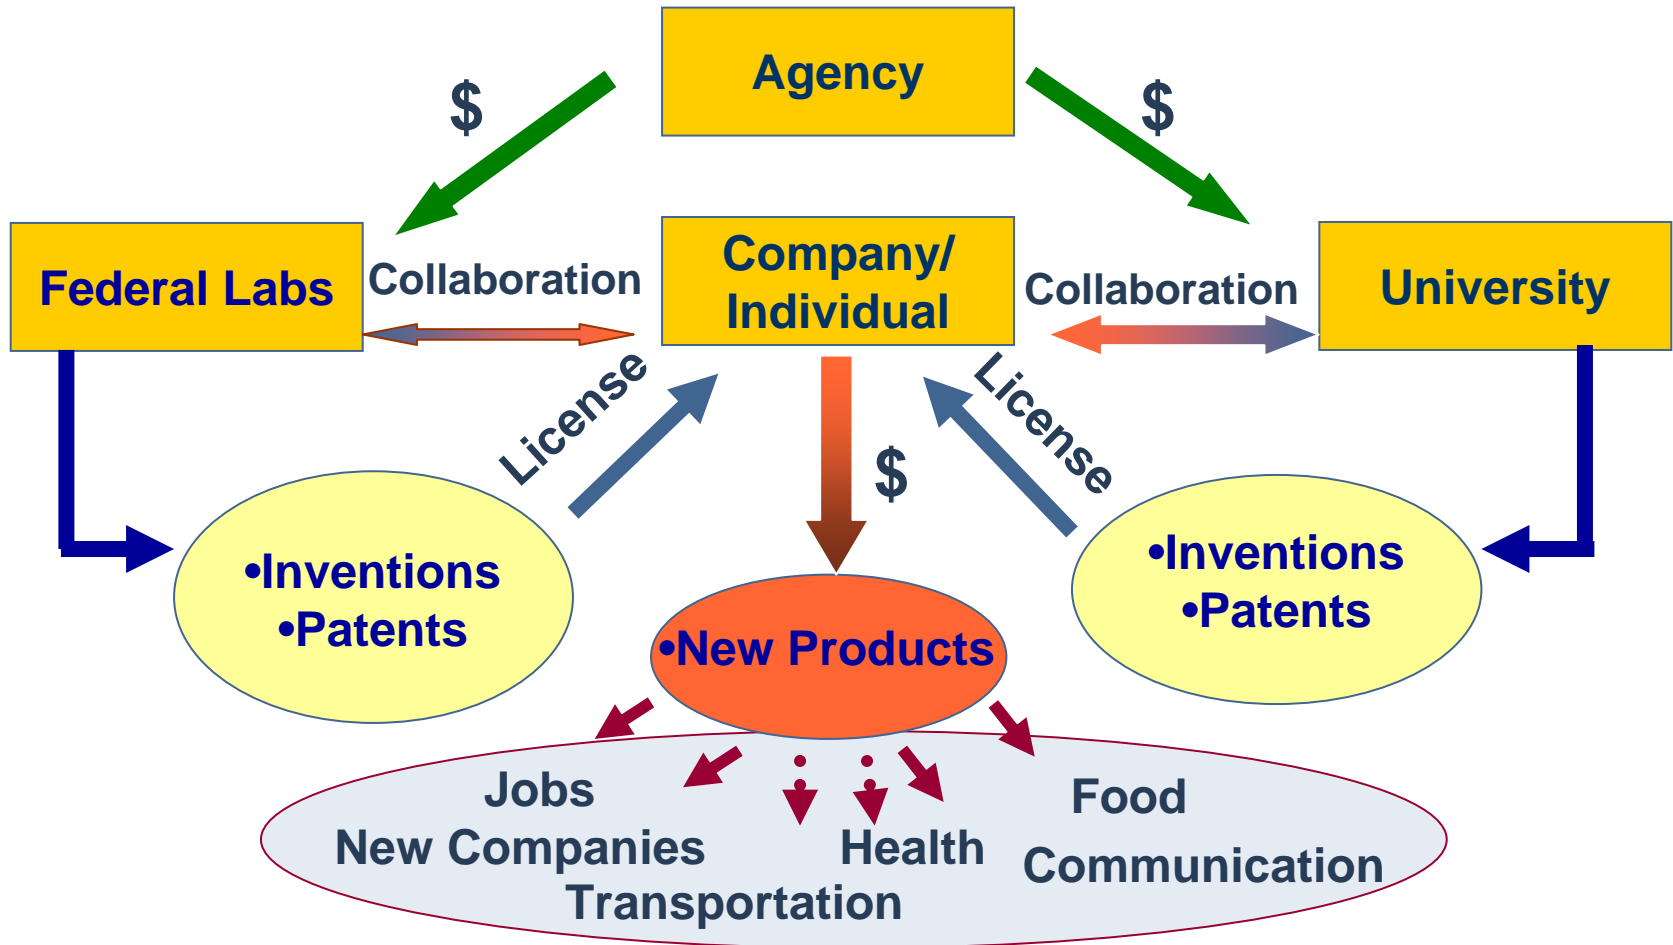 Agency
$
$
Federal Labs
Collaboration
Company/
Individual
Collaboration
University
License
License
$
•Inventions
•Patents
•Inventions
•Patents
•New Products
Jobs
Food
New Companies
Health
Communication
Transportation